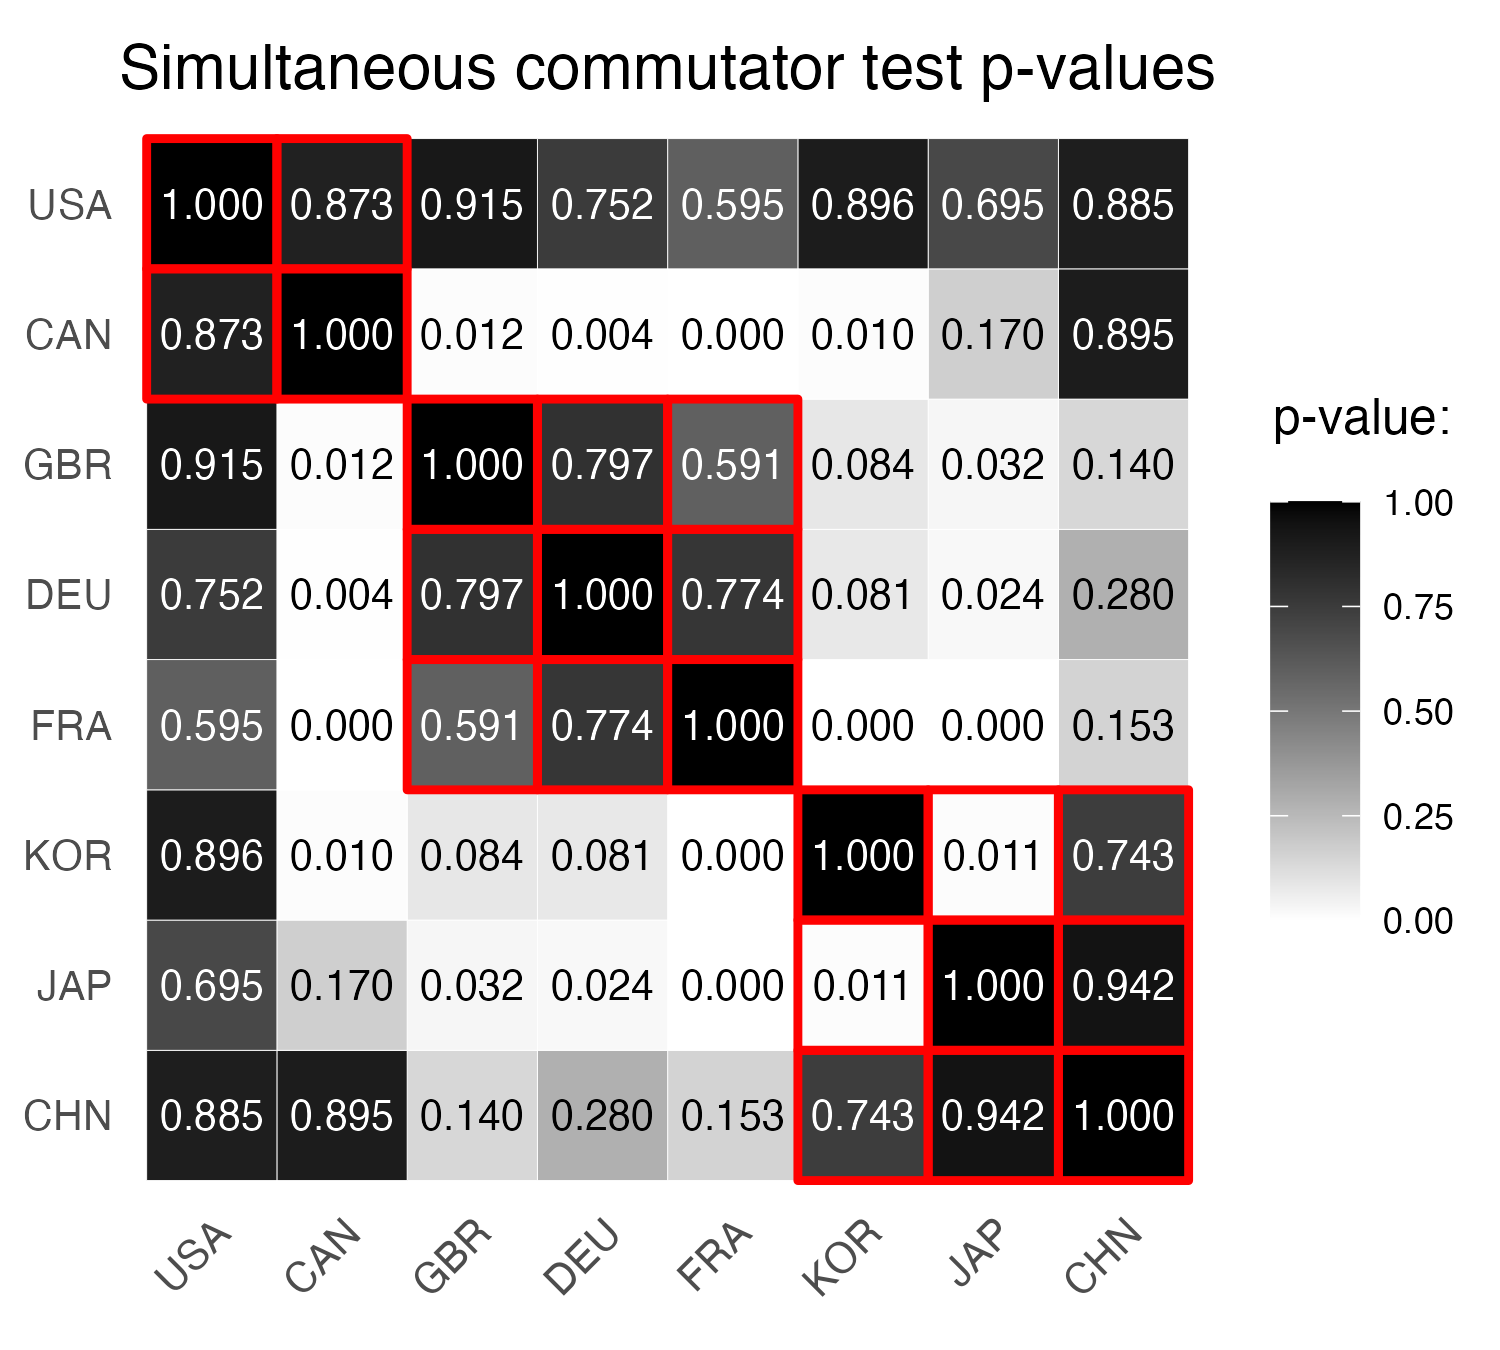 Simultaneous commutator test p-values
USA 1.000 0.873 0.915 0.752 0.595 0.896 0.695 0.885
CAN 0.873 1.000 0.012 0.004 0.000 0.010 0.170 0.895
GBR 0.915 0.012 1.000 0.797 0.591 0.084 0.032 0.140
DEU 0.752 0.004 0.797 1.000 0.774 0.081 0.024 0.280
FRA 0.595 0.000 0.591 0.774 1.000 0.000 0.000 0.153
KOR 0.896 0.010 0.084 0.081 0.000 1.000 0.011 0.743
JAP 0.695 0.170 0.032 0.024 0.000 0.011 1.000 0.942
CHN 0.885 0.895 0.140 0.280 0.153 0.743 0.942 1.000
USA CAN GBR DEU FRA KOR JAP CHN
p-value:
1.00
0.75
0.50
0.25
0.00